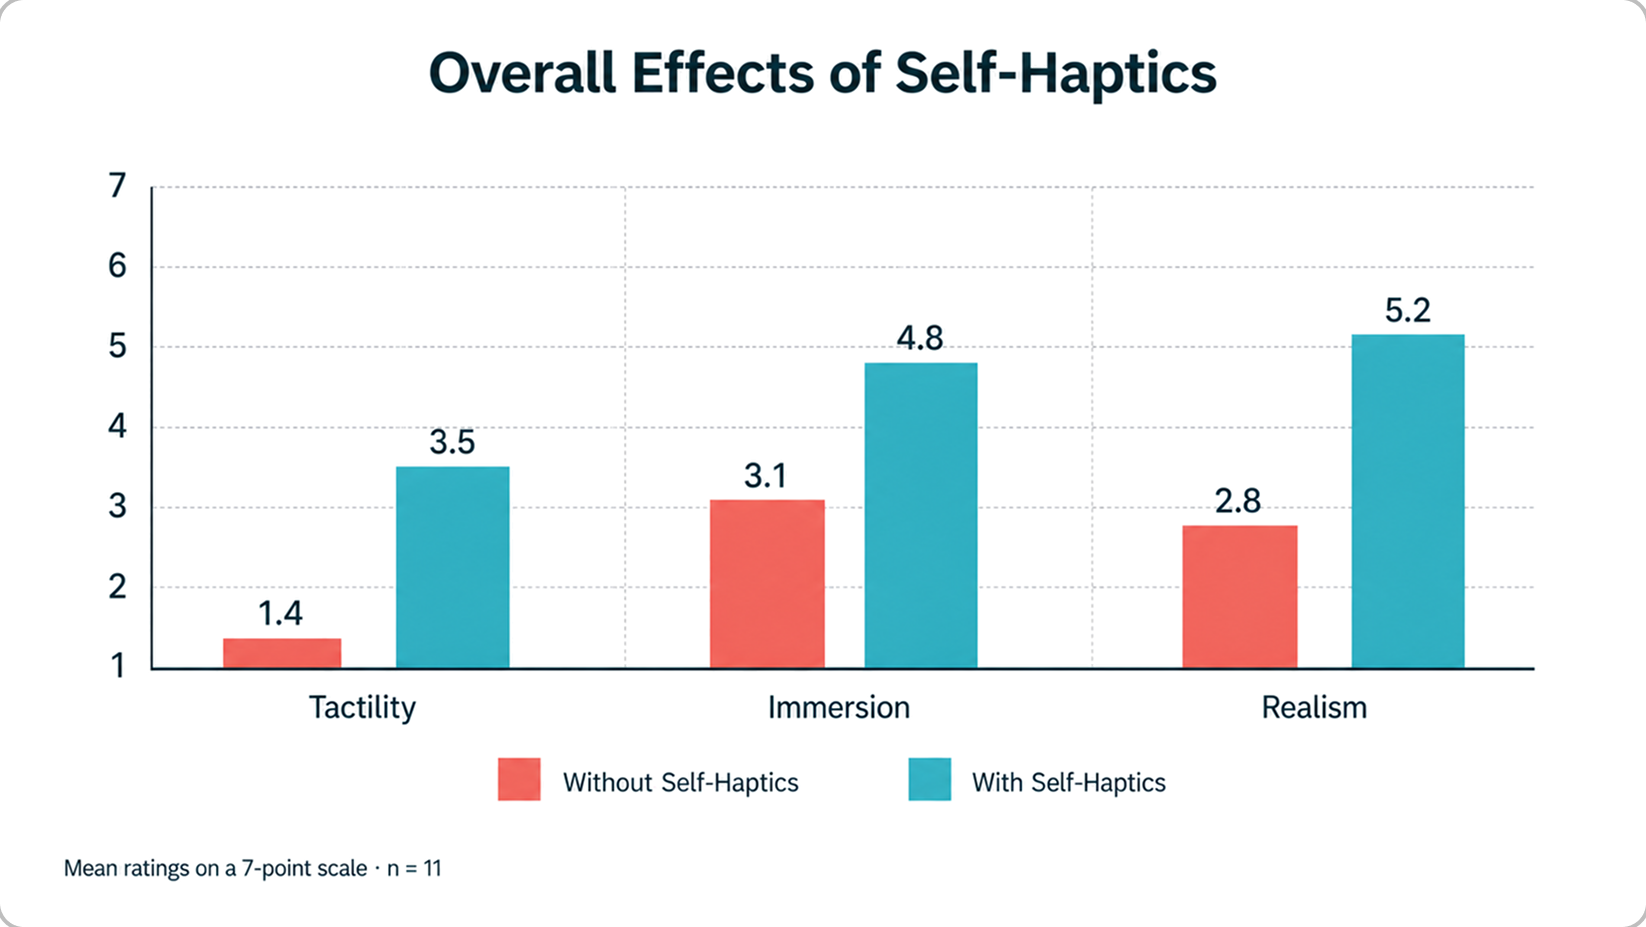 Overall Effects of Self-Haptics
7
6
5
4
3
2
1
1.4
3.5
3.1
4.8
2.8
5.2
Tactility
Immersion
Realism
Without Self-Haptics
With Self-Haptics
Mean ratings on a 7-point scale · n = 11